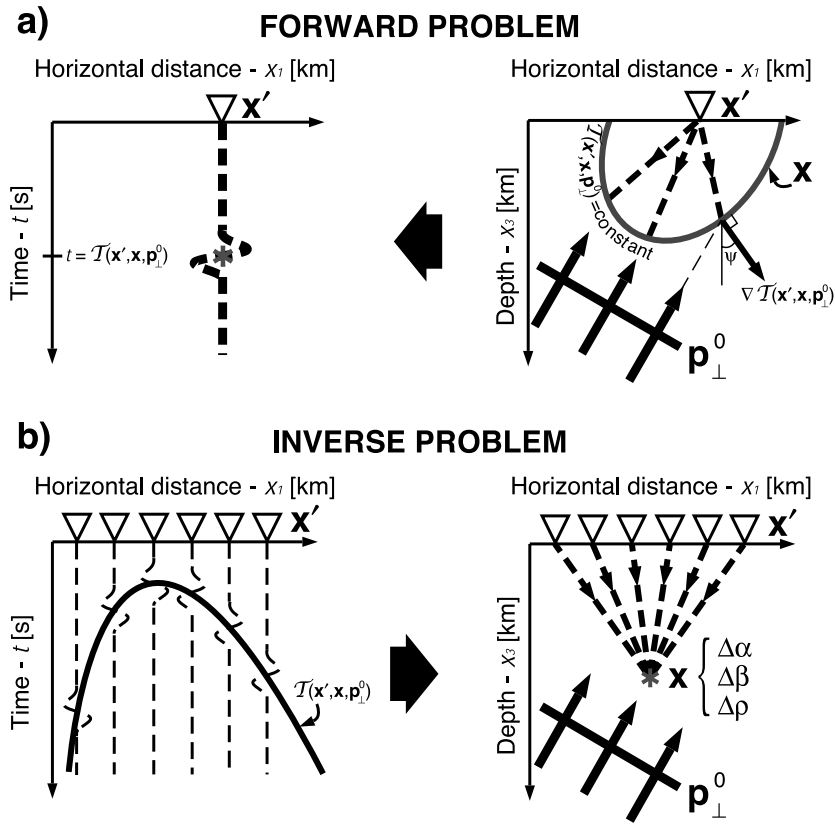 a)
FORWARD PROBLEM
Horizontal distance - x₁ [km]
x′
Time - t [s]
t = 𝒯(x′,x,p⊥⁰)
Horizontal distance - x₁ [km]
x′
Depth - x₃ [km]
𝒯(x′,x,p⊥⁰)=constant
x
ψ
∇ 𝒯(x′,x,p⊥⁰)
p⊥⁰
b)
INVERSE PROBLEM
Horizontal distance - x₁ [km]
x′
Time - t [s]
𝒯(x′,x,p⊥⁰)
Horizontal distance - x₁ [km]
x′
Depth - x₃ [km]
x { Δα
Δβ
Δρ
p⊥⁰